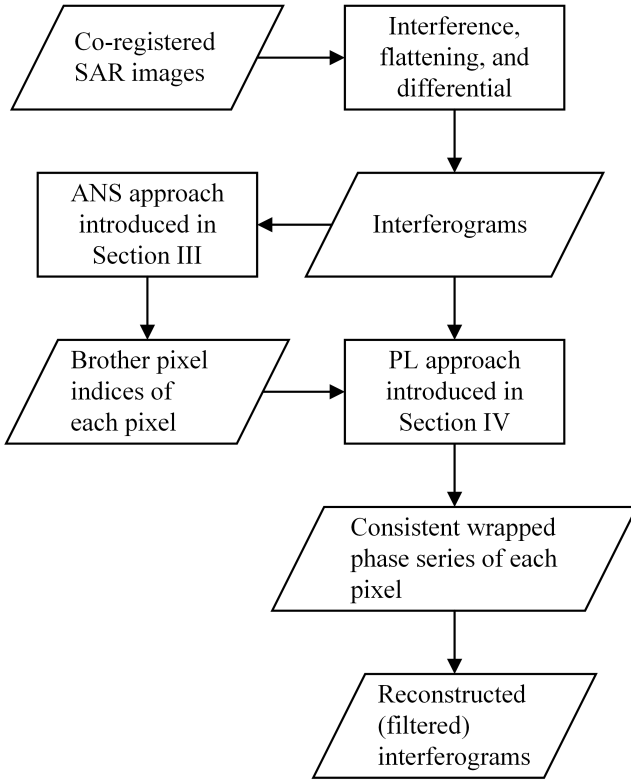 Co-registered
SAR images
Interference,
flattening, and
differential
ANS approach
introduced in
Section III
Interferograms
Brother pixel
indices of
each pixel
PL approach
introduced in
Section IV
Consistent wrapped
phase series of each
pixel
Reconstructed
(filtered)
interferograms